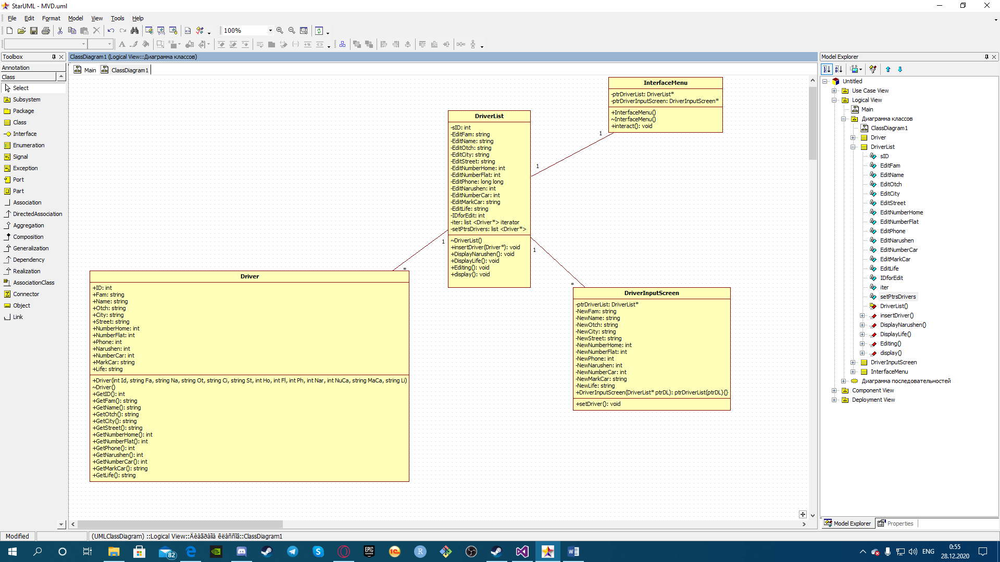 StarUML - MVD.uml
File Edit Format Model View Tools Help
100%
Toolbox
Annotation
Class
Select
Subsystem
Package
Class
Interface
Enumeration
Signal
Exception
Port
Part
Association
DirectedAssociation
Aggregation
Composition
Generalization
Dependency
Realization
AssociationClass
Connector
Object
Link
ClassDiagram1 (Logical View::Диаграмма классов)
Main ClassDiagram1
InterfaceMenu
-ptrDriverList: DriverList*
-ptrDriverInputScreen: DriverInputScreen*
+InterfaceMenu()
~InterfaceMenu()
+interact(): void
1
1
DriverList
-sID: int
-EditFam: string
-EditName: string
-EditOtch: string
-EditCity: string
-EditStreet: string
-EditNumberHome: int
-EditNumberFlat: int
-EditPhone: long long
-EditNarushen: int
-EditNumberCar: int
-EditMarkCar: string
-EditLife: string
-IDforEdit: int
-iter: list <Driver*> iterator
-setPtrsDrivers: list <Driver*>
~DriverList()
+insertDriver(Driver*): void
+DisplayNarushen(): void
+DisplayLife(): void
+Editing(): void
+display(): void
1
*
1
*
Driver
+ID: int
+Fam: string
+Name: string
+Otch: string
+City: string
+Street: string
+NumberHome: int
+NumberFlat: int
+Phone: int
+Narushen: int
+NumberCar: int
+MarkCar: string
+Life: string
+Driver(int Id, string Fa, string Na, string Ot, string Ci, string St, int Ho, int Fl, int Ph, int Nar, int NuCa, string MaCa, string Li)
~Driver()
+GetID(): int
+GetFam(): string
+GetName(): string
+GetOtch(): string
+GetCity(): string
+GetStreet(): string
+GetNumberHome(): int
+GetNumberFlat(): int
+GetPhone(): int
+GetNarushen(): int
+GetNumberCar(): int
+GetMarkCar(): string
+GetLife(): string
DriverInputScreen
-ptrDriverList: DriverList*
-NewFam: string
-NewName: string
-NewOtch: string
-NewCity: string
-NewStreet: string
-NewNumberHome: int
-NewNumberFlat: int
-NewPhone: int
-NewNarushen: int
-NewNumberCar: int
-NewMarkCar: string
-NewLife: string
+DriverInputScreen(DriverList* ptrDL): ptrDriverList(ptrDL){}
+setDriver(): void
Model Explorer
Untitled
Use Case View
Logical View
Main
Диаграмма классов
ClassDiagram1
Driver
DriverList
sID
EditFam
EditName
EditOtch
EditCity
EditStreet
EditNumberHome
EditNumberFlat
EditPhone
EditNarushen
EditNumberCar
EditMarkCar
EditLife
IDforEdit
iter
setPtrsDrivers
DriverList()
insertDriver()
DisplayNarushen()
DisplayLife()
Editing()
display()
DriverInputScreen
InterfaceMenu
Диаграмма последовательностей
Component View
Deployment View
Model Explorer Properties
Modified
(UMLClassDiagram) ::Logical View::Äèàãðàììà êëàññîâ::ClassDiagram1
82
EPIC GAMES
R
ENG
0:55
28.12.2020